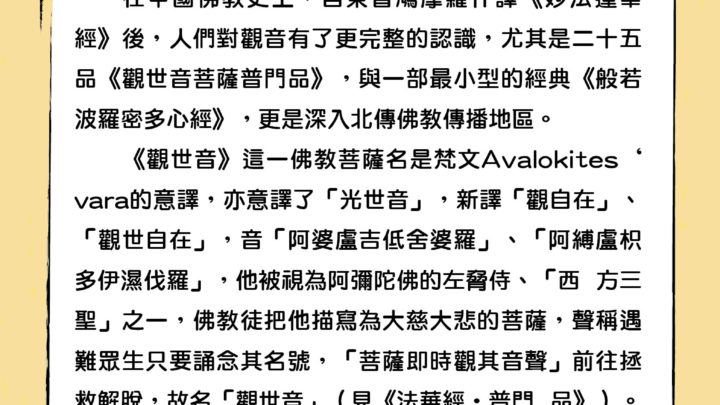 在中國佛教史上，自東晉鳩摩羅什譯《妙法蓮華
經》後，人們對觀音有了更完整的認識，尤其是二十五
品《觀世音菩薩普門品》，與一部最小型的經典《般若
波羅密多心經》，更是深入北傳佛教傳播地區。
《觀世音》這一佛教菩薩名是梵文Avalokites‘
vara的意譯，亦意譯了「光世音」，新譯「觀自在」、
「觀世自在」，音「阿婆盧吉低舍婆羅」、「阿縛盧枳
多伊濕伐羅」，他被視為阿彌陀佛的左脅侍、「西 方三
聖」之一，佛教徒把他描寫為大慈大悲的菩薩，聲稱遇
難眾生只要誦念其名號，「菩薩即時觀其音聲」前往拯
救解脫，故名「觀世音」（見《法華經·普門 品》）。